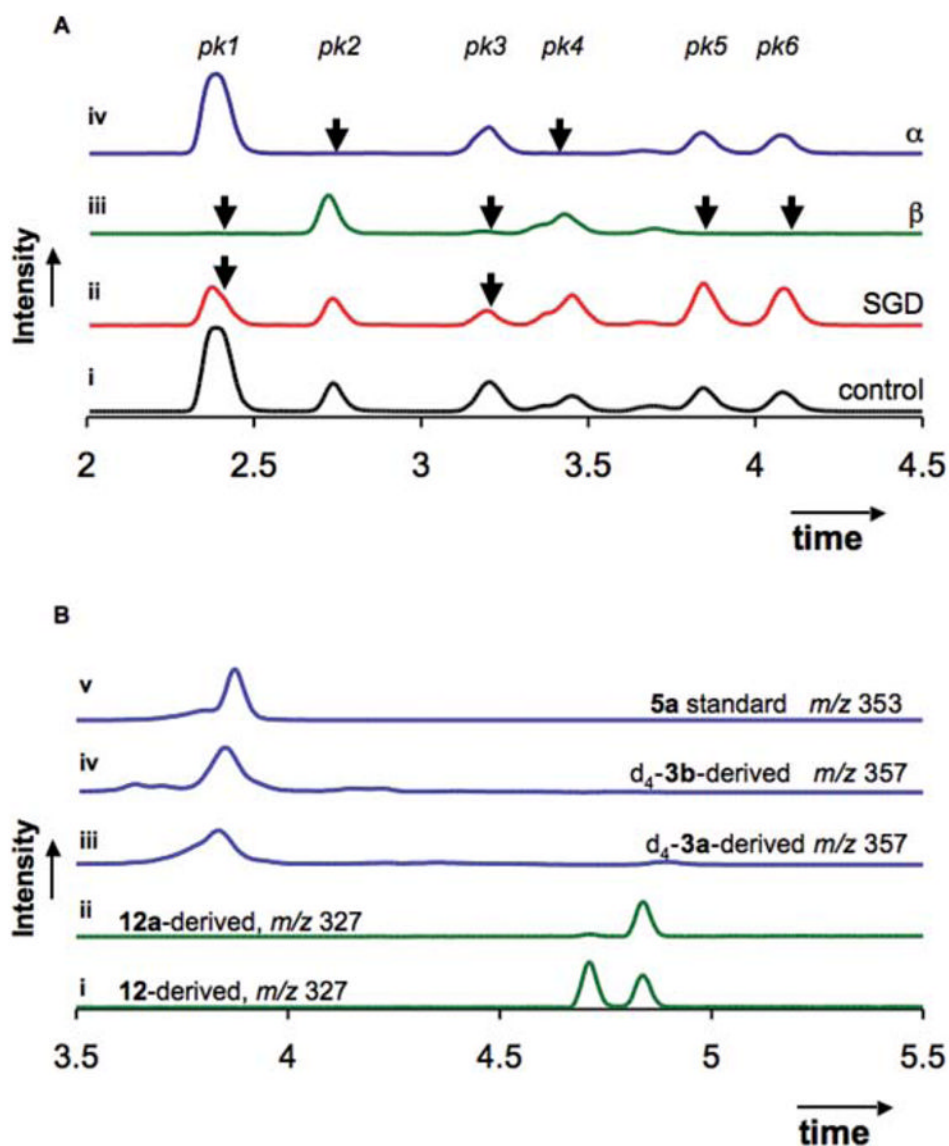 A
pk1 pk2 pk3 pk4 pk5 pk6
iv α
iii β
ii SGD
i control
Intensity
2 2.5 3 3.5 4 4.5
time
B
v 5a standard m/z 353
iv d₄-3b-derived m/z 357
iii d₄-3a-derived m/z 357
ii 12a-derived, m/z 327
i 12-derived, m/z 327
Intensity
3.5 4 4.5 5 5.5
time